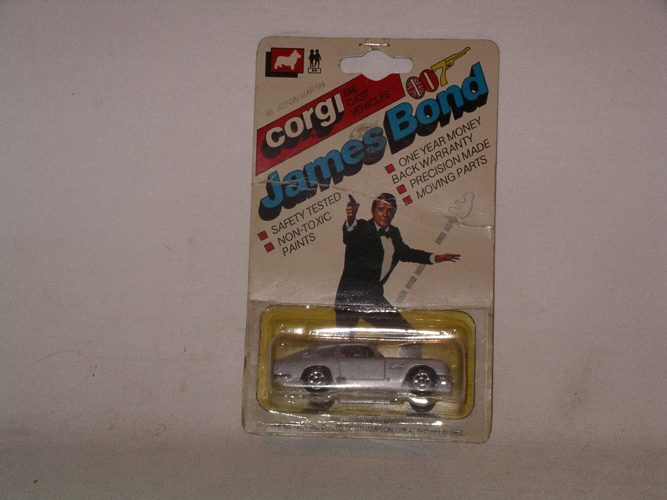 007
ASTON MARTIN
corgi DIE
CAST
VEHICLES
James Bond
ONE YEAR MONEY
BACK WARRANTY
PRECISION MADE
MOVING PARTS
SAFETY TESTED
NON-TOXIC
PAINTS